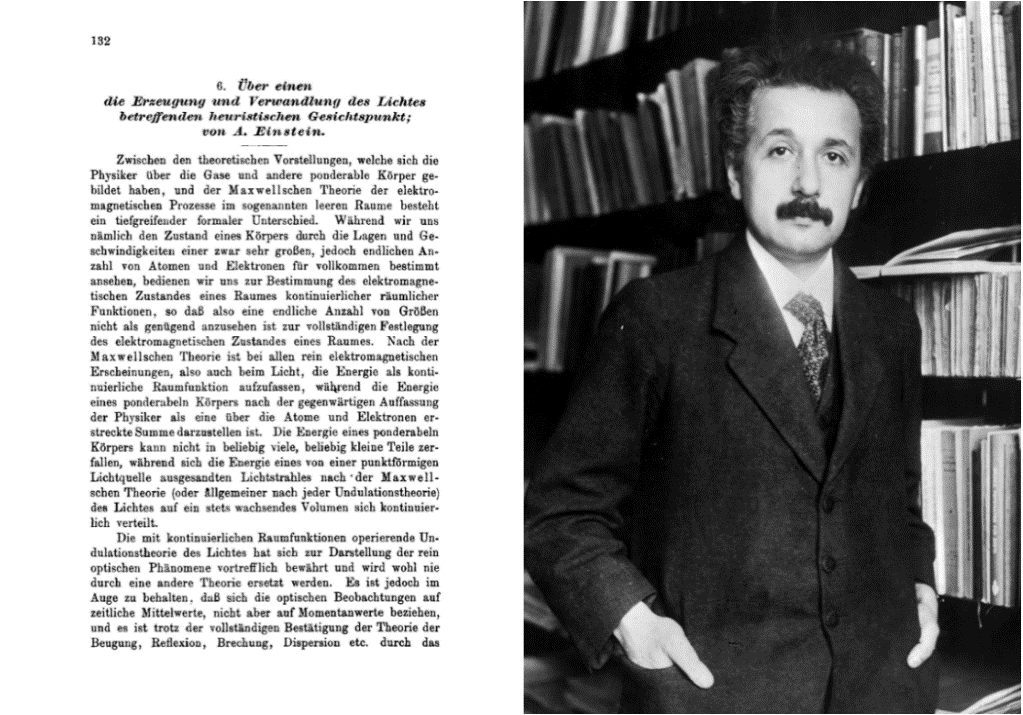 132
6. Über einen
die Erzeugung und Verwandlung des Lichtes
betreffenden heuristischen Gesichtspunkt;
von A. Einstein.
Zwischen den theoretischen Vorstellungen, welche sich die
Physiker über die Gase und andere ponderable Körper ge-
bildet haben, und der Maxwellschen Theorie der elektro-
magnetischen Prozesse im sogenannten leeren Raume besteht
ein tiefgreifender formaler Unterschied. Während wir uns
nämlich den Zustand eines Körpers durch die Lagen und Ge-
schwindigkeiten einer zwar sehr großen, jedoch endlichen An-
zahl von Atomen und Elektronen für vollkommen bestimmt
ansehen, bedienen wir uns zur Bestimmung des elektromagne-
tischen Zustandes eines Raumes kontinuierlicher räumlicher
Funktionen, so daß also eine endliche Anzahl von Größen
nicht als genügend anzusehen ist zur vollständigen Festlegung
des elektromagnetischen Zustandes eines Raumes. Nach der
Maxwellschen Theorie ist bei allen rein elektromagnetischen
Erscheinungen, also auch beim Licht, die Energie als konti-
nuierliche Raumfunktion aufzufassen, während die Energie
eines ponderabeln Körpers nach der gegenwärtigen Auffassung
der Physiker als eine über die Atome und Elektronen er-
streckte Summe darzustellen ist. Die Energie eines ponderabeln
Körpers kann nicht in beliebig viele, beliebig kleine Teile zer-
fallen, während sich die Energie eines von einer punktförmigen
Lichtquelle ausgesandten Lichtstrahles nach der Maxwell-
schen Theorie (oder allgemeiner nach jeder Undulationstheorie)
des Lichtes auf ein stets wachsendes Volumen sich kontinuier-
lich verteilt.
Die mit kontinuierlichen Raumfunktionen operierende Un-
dulationstheorie des Lichtes hat sich zur Darstellung der rein
optischen Phänomene vortrefflich bewährt und wird wohl nie
durch eine andere Theorie ersetzt werden. Es ist jedoch im
Auge zu behalten, daß sich die optischen Beobachtungen auf
zeitliche Mittelwerte, nicht aber auf Momentanwerte beziehen,
und es ist trotz der vollständigen Bestätigung der Theorie der
Beugung, Reflexion, Brechung, Dispersion etc. durch das